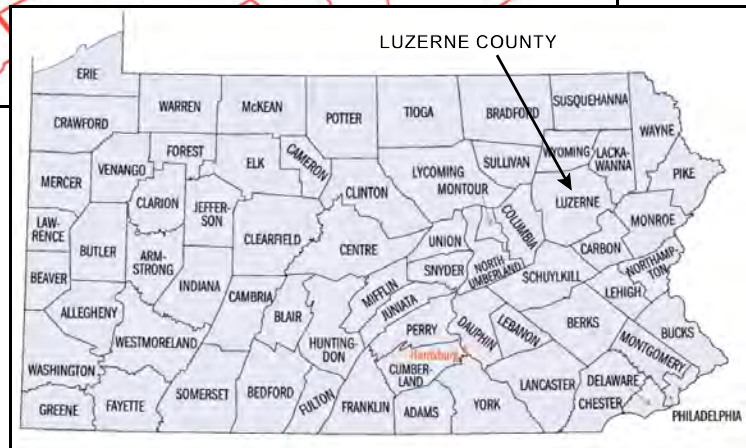 LUZERNE COUNTY
ERIE
CRAWFORD
WARREN
McKEAN
POTTER
TIOGA
BRADFORD
SUSQUEHANNA
WAYNE
WYOMING
LACKA-
WANNA
PIKE
MERCER
VENANGO
FOREST
ELK
CAMERON
CLINTON
LYCOMING
MONTOUR
SULLIVAN
COLUMBIA
LUZERNE
MONROE
LAW-
RENCE
BUTLER
CLARION
JEFFER-
SON
CLEARFIELD
CENTRE
UNION
SNYDER
NORTH
UMBERLAND
SCHUYLKILL
CARBON
NORTHAMP-
TON
LEHIGH
BEAVER
ARM-
STRONG
INDIANA
ALLEGHENY
WESTMORELAND
CAMBRIA
BLAIR
HUNTING-
DON
MIFFLIN
JUNIATA
PERRY
DAUPHIN
LEBANON
BERKS
BUCKS
MONTGOMERY
Harrisburg
CUMBER-
LAND
WASHINGTON
GREENE
FAYETTE
SOMERSET
BEDFORD
FULTON
FRANKLIN
ADAMS
YORK
LANCASTER
DELAWARE
CHESTER
PHILADELPHIA